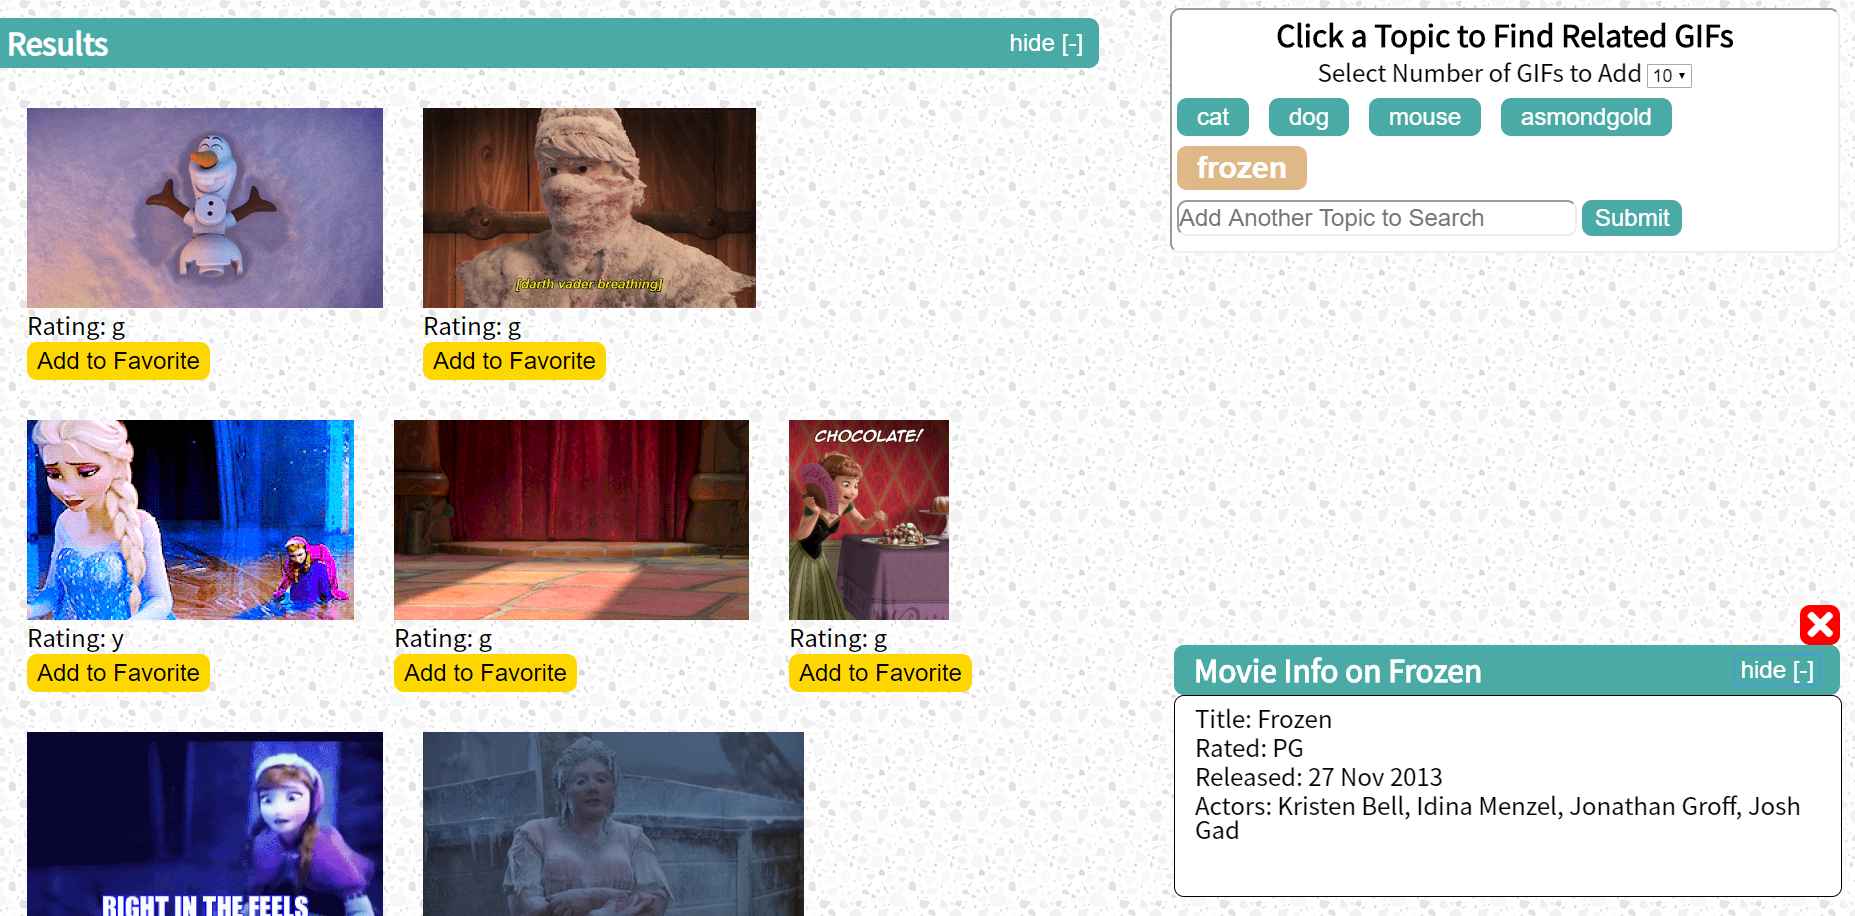 Results
hide [-]
[darth vader breathing]
Rating: g
Add to Favorite
Rating: g
Add to Favorite
CHOCOLATE!
Rating: y
Add to Favorite
Rating: g
Add to Favorite
Rating: g
Add to Favorite
RIGHT IN THE FEELS
Click a Topic to Find Related GIFs
Select Number of GIFs to Add 10
cat dog mouse asmondgold
frozen
Add Another Topic to Search Submit
Movie Info on Frozen hide [-]
Title: Frozen
Rated: PG
Released: 27 Nov 2013
Actors: Kristen Bell, Idina Menzel, Jonathan Groff, Josh
Gad